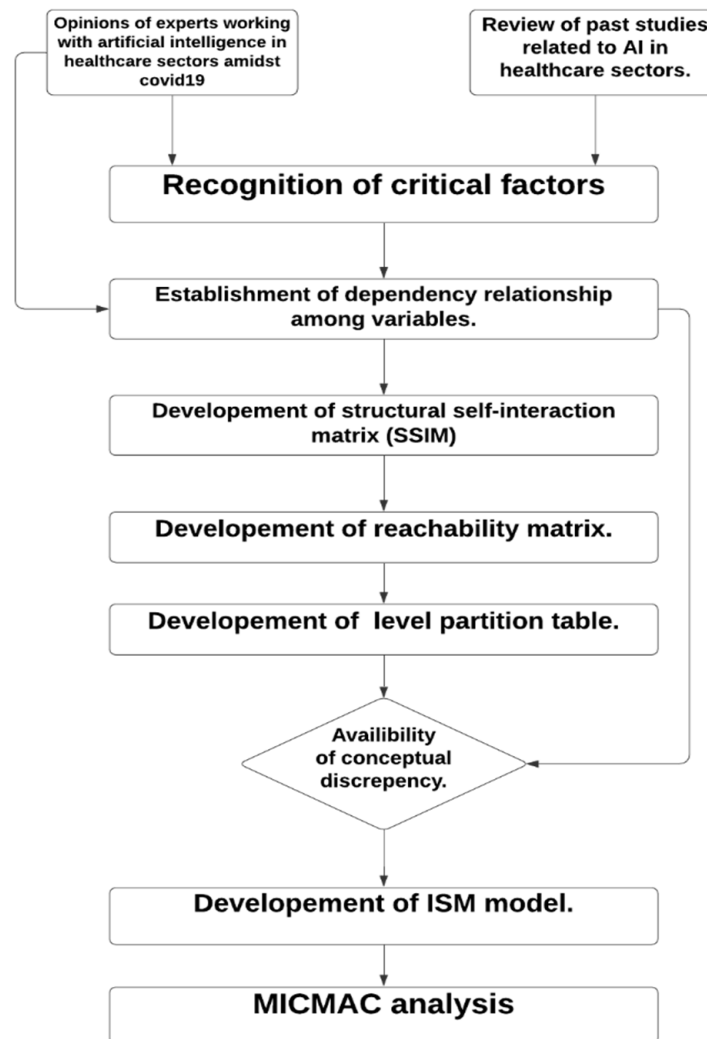 Opinions of experts working
with artificial intelligence in
healthcare sectors amidst
covid19
Review of past studies
related to AI in
healthcare sectors.
Recognition of critical factors
Establishment of dependency relationship
among variables.
Developement of structural self-interaction
matrix (SSIM)
Developement of reachability matrix.
Developement of level partition table.
Availibility
of conceptual
discrepency.
Developement of ISM model.
MICMAC analysis